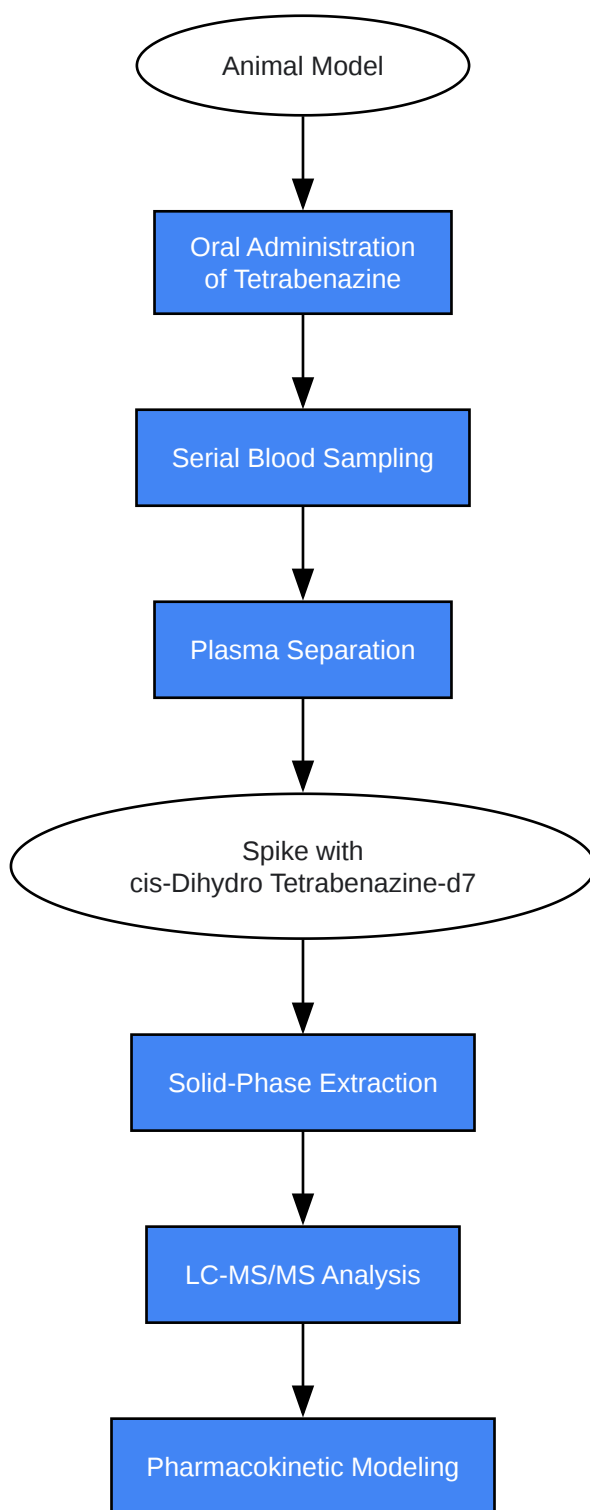 Animal Model
Oral Administration
of Tetrabenazine
Serial Blood Sampling
Plasma Separation
Spike with
cis-Dihydro Tetrabenazine-d7
Solid-Phase Extraction
LC-MS/MS Analysis
Pharmacokinetic Modeling